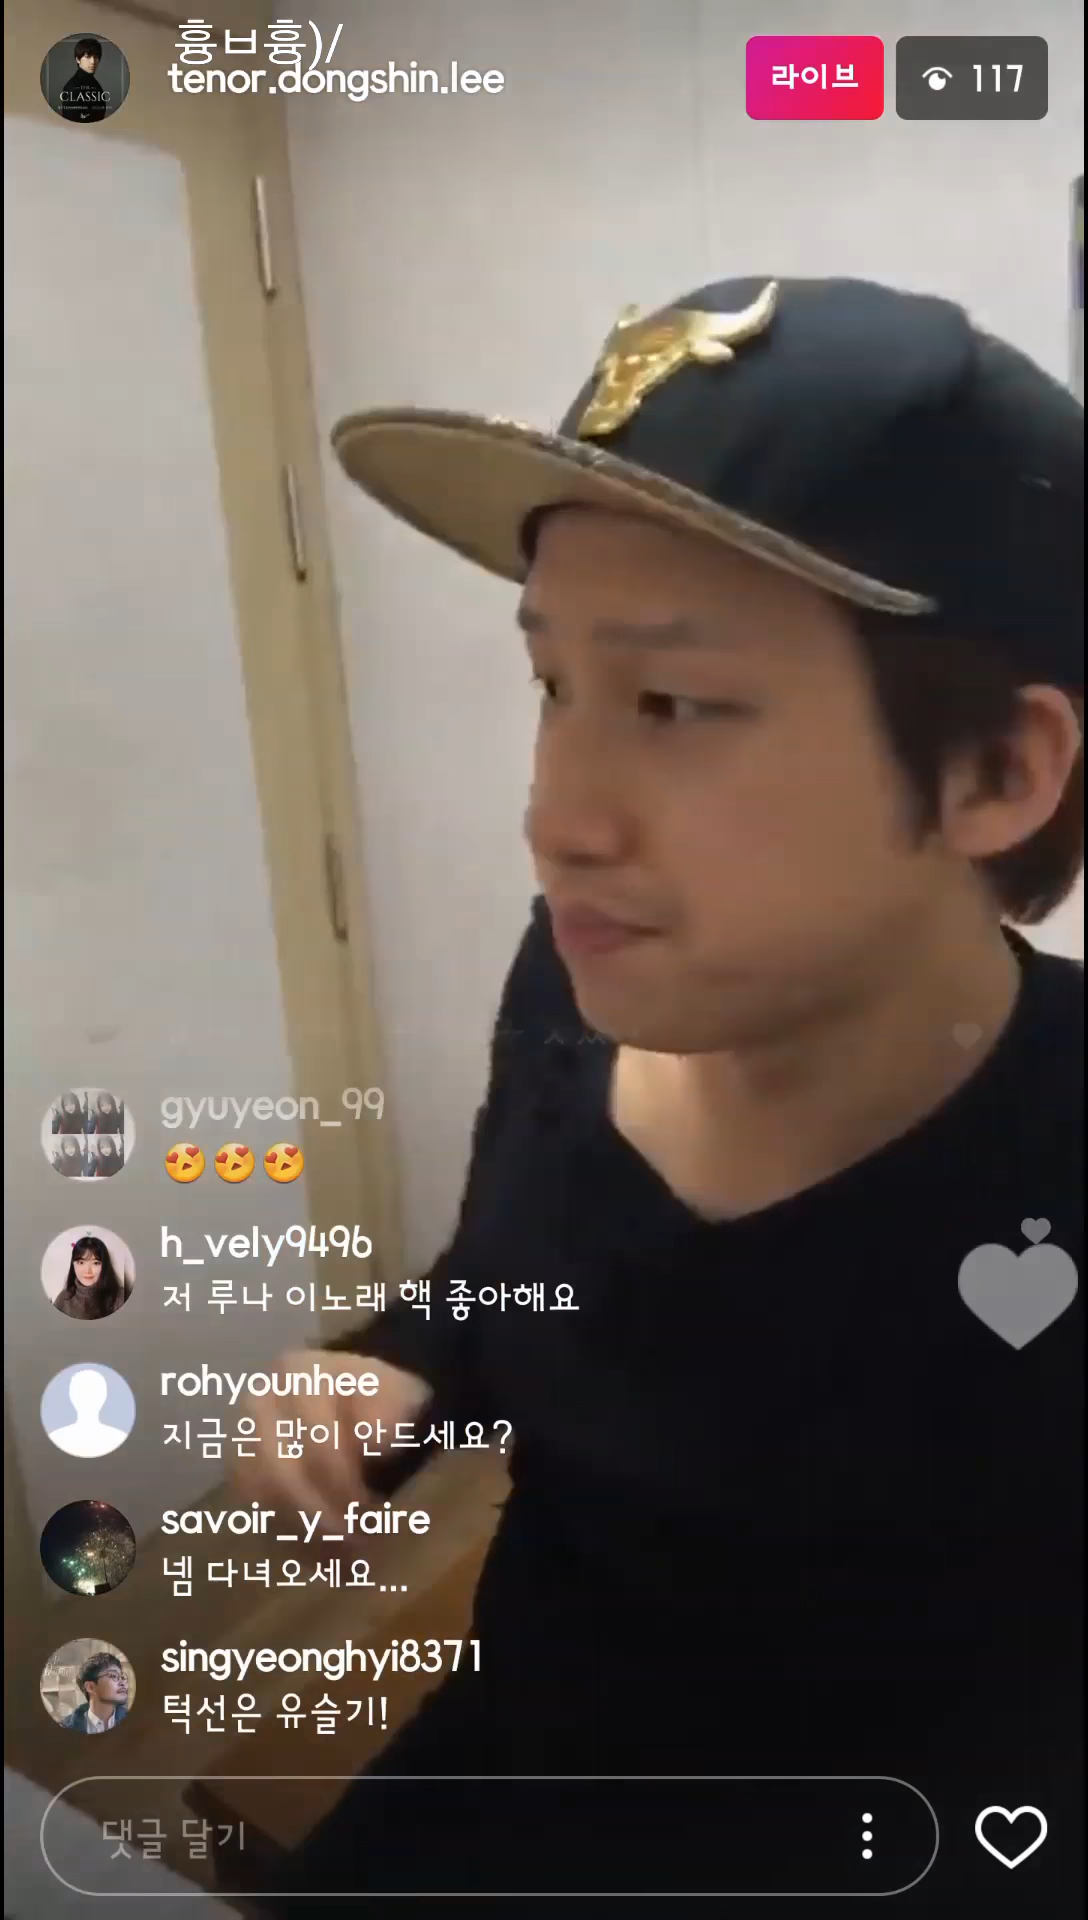 흉ㅂ흉)/
tenor.dongshin.lee
라이브
117
CLASSIC
gyuyeon_99
😍😍😍
h_vely9496
저 루나 이노래 핵 좋아해요
rohyounhee
지금은 많이 안드세요?
savoir_y_faire
넴 다녀오세요...
singyeonghyi8371
턱선은 유슬기!
댓글 달기